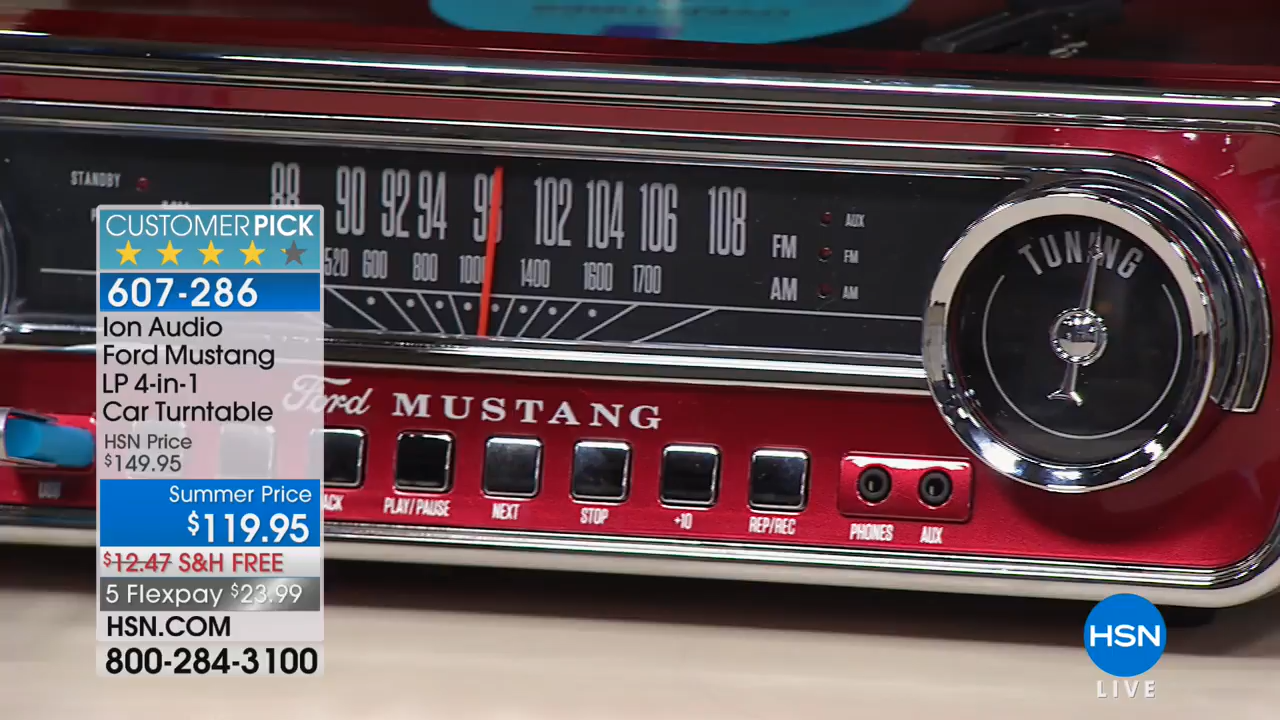 STANDBY
88 90 92 94 102 104 106 108 FM
520 600 800 1000 1400 1600 1700 AM
AUX
FM
AM
TUNING
Ford MUSTANG
PLAY/PAUSE
NEXT
STOP
+10
REP/REC
PHONES
AUX
CUSTOMER PICK
607-286
Ion Audio
Ford Mustang
LP 4-in-1
Car Turntable
HSN Price
$149.95
Summer Price
$119.95
$12.47 S&H FREE
5 Flexpay $23.99
HSN.COM
800-284-3100
HSN
LIVE